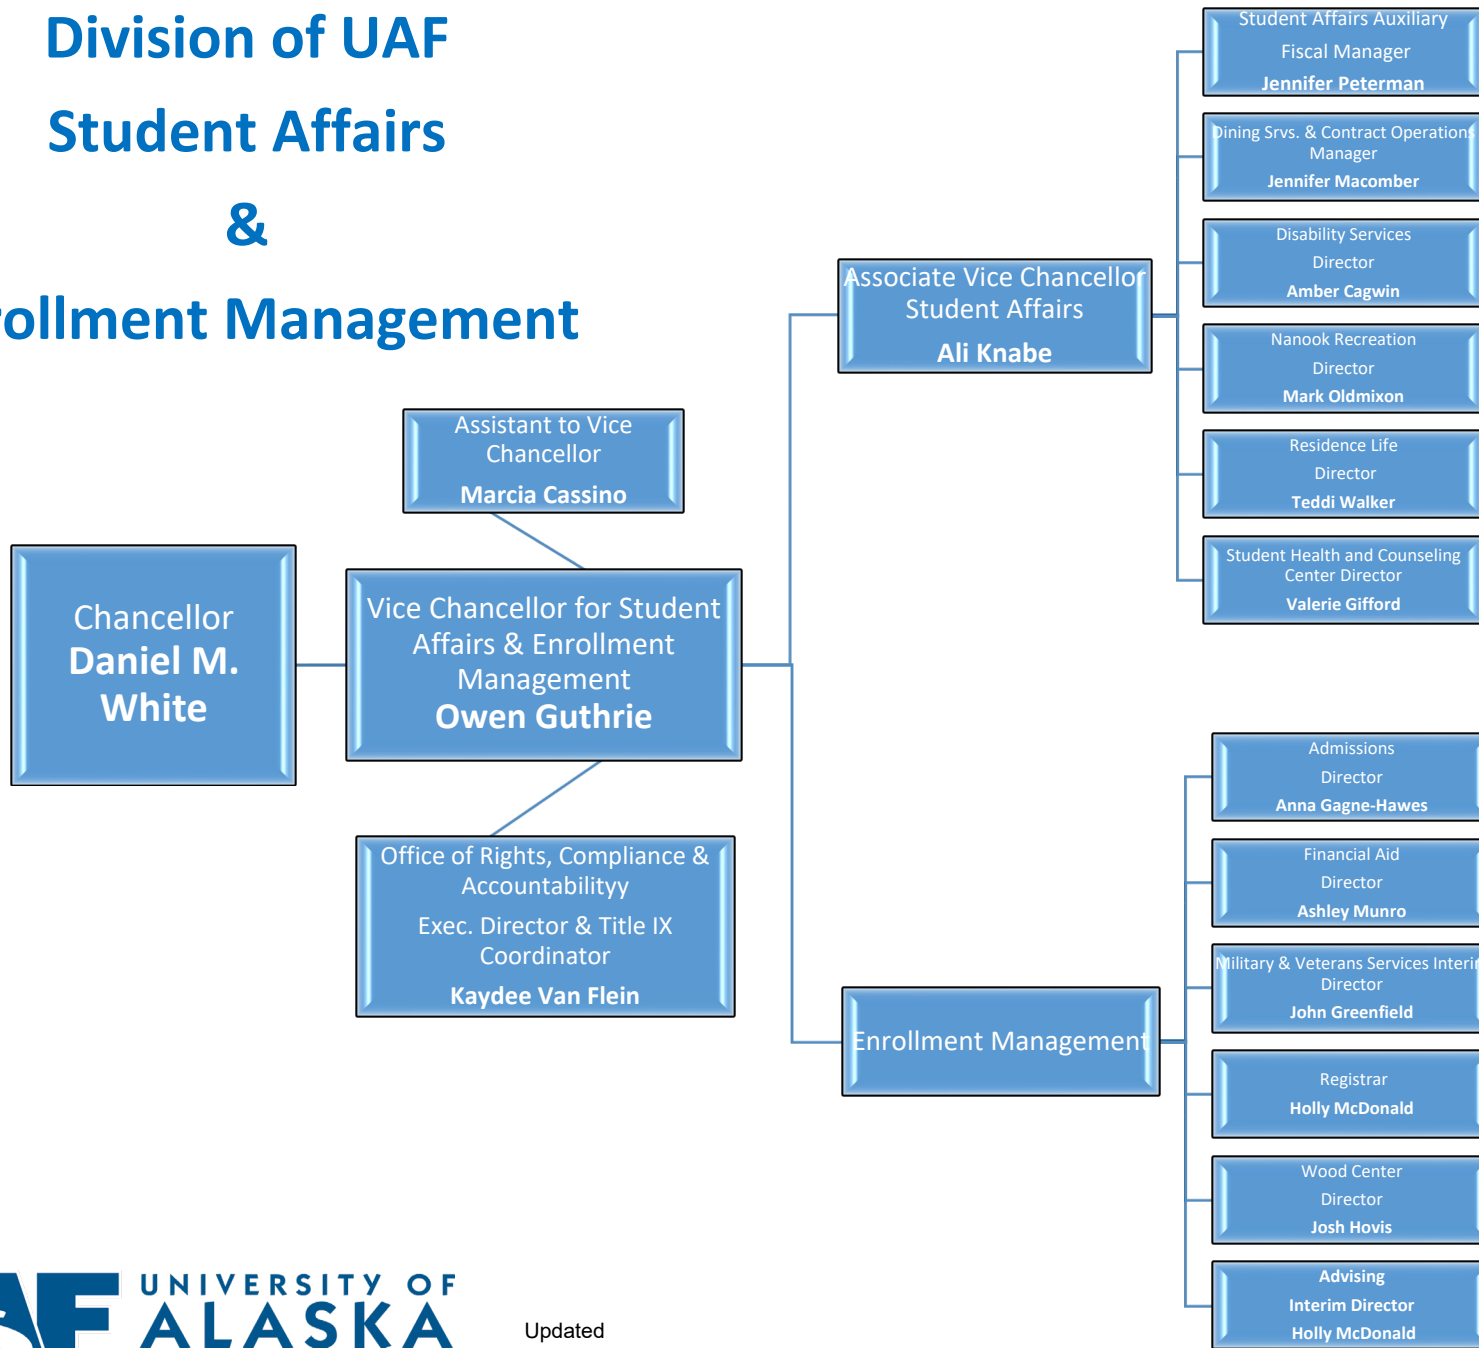 Division of UAF
Student Affairs
&
rollment Management
Assistant to Vice
Chancellor
Marcia Cassino
Chancellor
Daniel M.
White
Vice Chancellor for Student
Affairs & Enrollment
Management
Owen Guthrie
Office of Rights, Compliance &
Accountabilityy
Exec. Director & Title IX
Coordinator
Kaydee Van Flein
Associate Vice Chancellor
Student Affairs
Ali Knabe
Student Affairs Auxiliary
Fiscal Manager
Jennifer Peterman
Dining Srvs. & Contract Operations
Manager
Jennifer Macomber
Disability Services
Director
Amber Cagwin
Nanook Recreation
Director
Mark Oldmixon
Residence Life
Director
Teddi Walker
Student Health and Counseling
Center Director
Valerie Gifford
Enrollment Management
Admissions
Director
Anna Gagne-Hawes
Financial Aid
Director
Ashley Munro
Military & Veterans Services Interim
Director
John Greenfield
Registrar
Holly McDonald
Wood Center
Director
Josh Hovis
Advising
Interim Director
Holly McDonald
UNIVERSITY OF
ALASKA
Updated